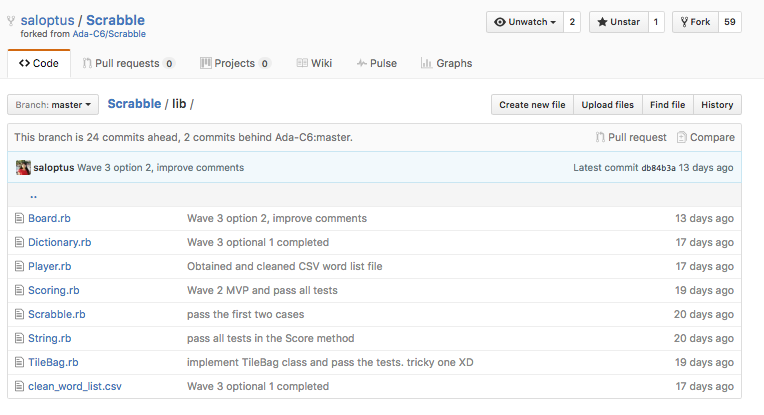 saloptus / Scrabble
forked from Ada-C6/Scrabble
Unwatch 2 Unstar 1 Fork 59
Code Pull requests 0 Projects 0 Wiki Pulse Graphs
Branch: master Scrabble / lib / Create new file Upload files Find file History
This branch is 24 commits ahead, 2 commits behind Ada-C6:master. Pull request Compare
saloptus Wave 3 option 2, improve comments Latest commit db84b3a 13 days ago
..
Board.rb Wave 3 option 2, improve comments 13 days ago
Dictionary.rb Wave 3 optional 1 completed 17 days ago
Player.rb Obtained and cleaned CSV word list file 17 days ago
Scoring.rb Wave 2 MVP and pass all tests 19 days ago
Scrabble.rb pass the first two cases 20 days ago
String.rb pass all tests in the Score method 20 days ago
TileBag.rb implement TileBag class and pass the tests. tricky one XD 19 days ago
clean_word_list.csv Wave 3 optional 1 completed 17 days ago